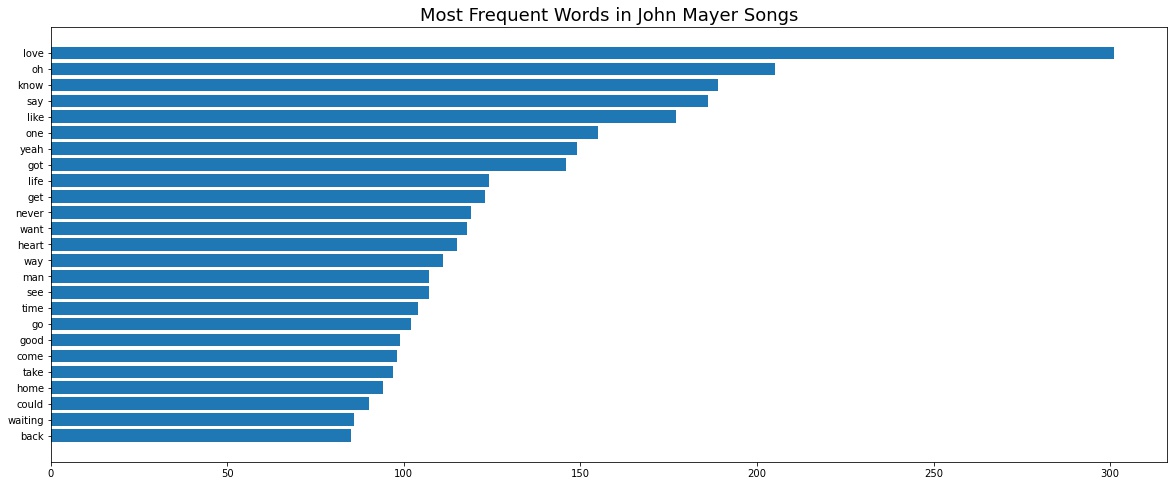 Most Frequent Words in John Mayer Songs
love
oh
know
say
like
one
yeah
got
life
get
never
want
heart
way
man
see
time
go
good
come
take
home
could
waiting
back
0 50 100 150 200 250 300